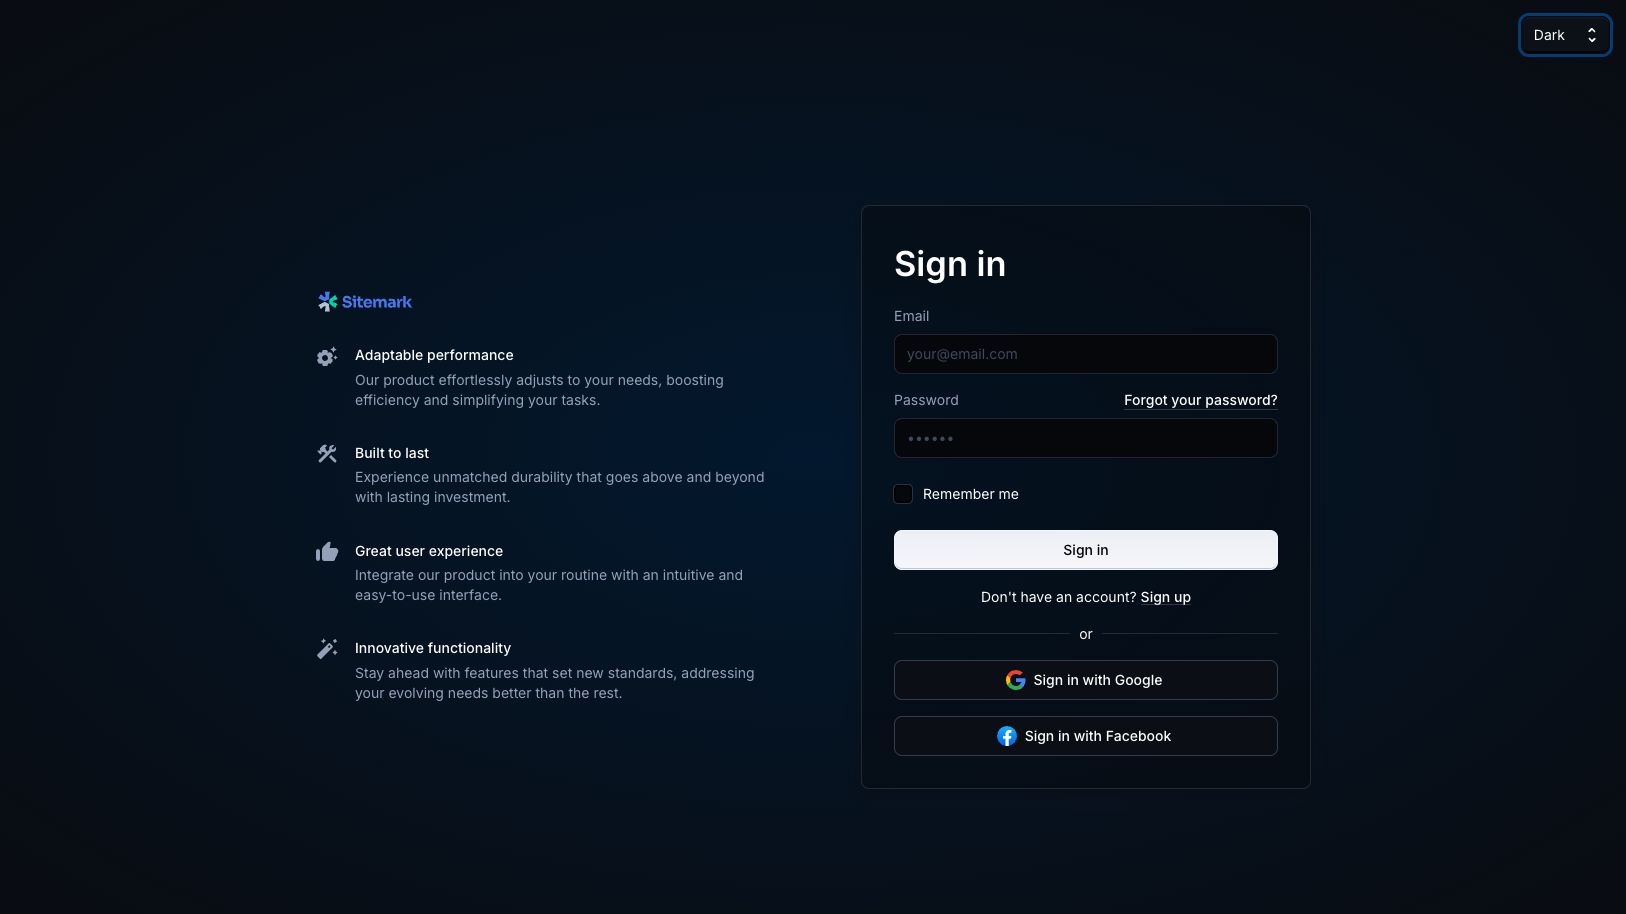 Dark
Sitemark
Adaptable performance
Our product effortlessly adjusts to your needs, boosting
efficiency and simplifying your tasks.
Built to last
Experience unmatched durability that goes above and beyond
with lasting investment.
Great user experience
Integrate our product into your routine with an intuitive and
easy-to-use interface.
Innovative functionality
Stay ahead with features that set new standards, addressing
your evolving needs better than the rest.
Sign in
Email
your@email.com
Password Forgot your password?
••••••
Remember me
Sign in
Don't have an account? Sign up
or
Sign in with Google
Sign in with Facebook